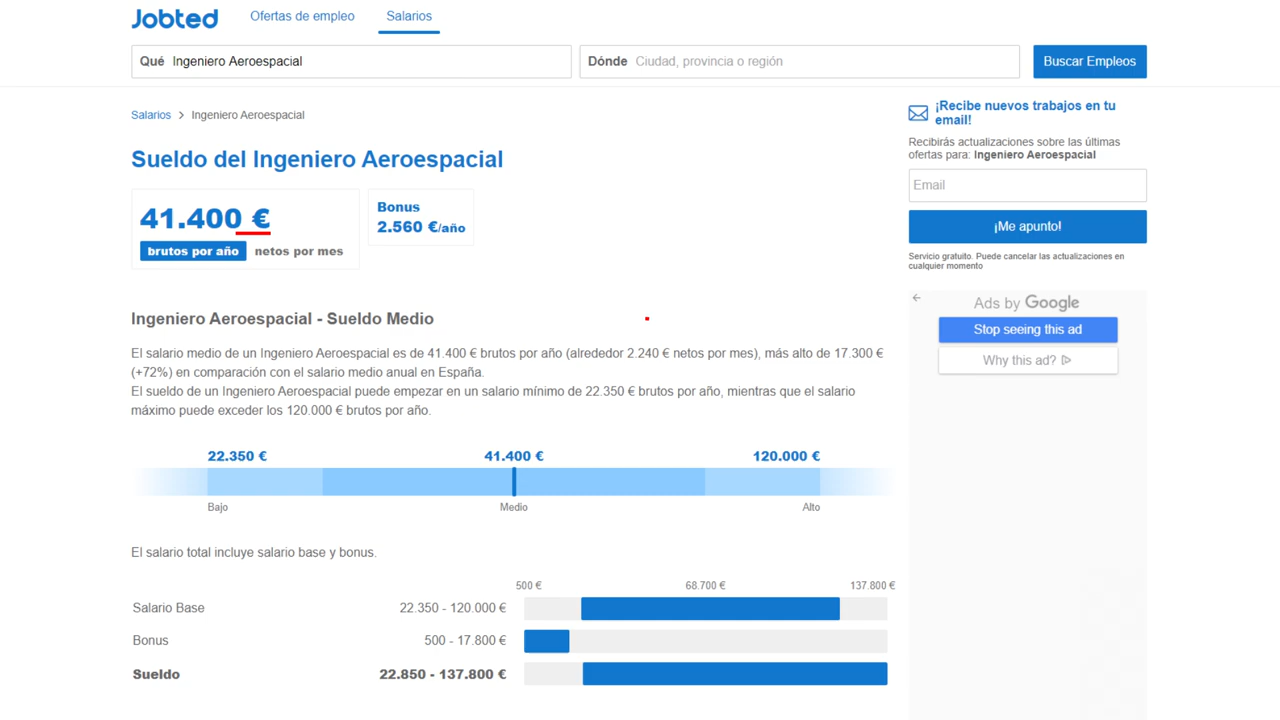 Jobted
Ofertas de empleo
Salarios
Qué Ingeniero Aeroespacial
Dónde Ciudad, provincia o región
Buscar Empleos
Salarios > Ingeniero Aeroespacial
Sueldo del Ingeniero Aeroespacial
41.400 €
brutos por año netos por mes
Bonus
2.560 €/año
Ingeniero Aeroespacial - Sueldo Medio
El salario medio de un Ingeniero Aeroespacial es de 41.400 € brutos por año (alrededor 2.240 € netos por mes), más alto de 17.300 €
(+72%) en comparación con el salario medio anual en España.
El sueldo de un Ingeniero Aeroespacial puede empezar en un salario mínimo de 22.350 € brutos por año, mientras que el salario
máximo puede exceder los 120.000 € brutos por año.
22.350 € 41.400 € 120.000 €
Bajo Medio Alto
El salario total incluye salario base y bonus.
500 € 68.700 € 137.800 €
Salario Base 22.350 - 120.000 €
Bonus 500 - 17.800 €
Sueldo 22.850 - 137.800 €
¡Recibe nuevos trabajos en tu
email!
Recibirás actualizaciones sobre las últimas
ofertas para: Ingeniero Aeroespacial
Email
¡Me apunto!
Servicio gratuito. Puede cancelar las actualizaciones en
cualquier momento
Ads by Google
Stop seeing this ad
Why this ad?